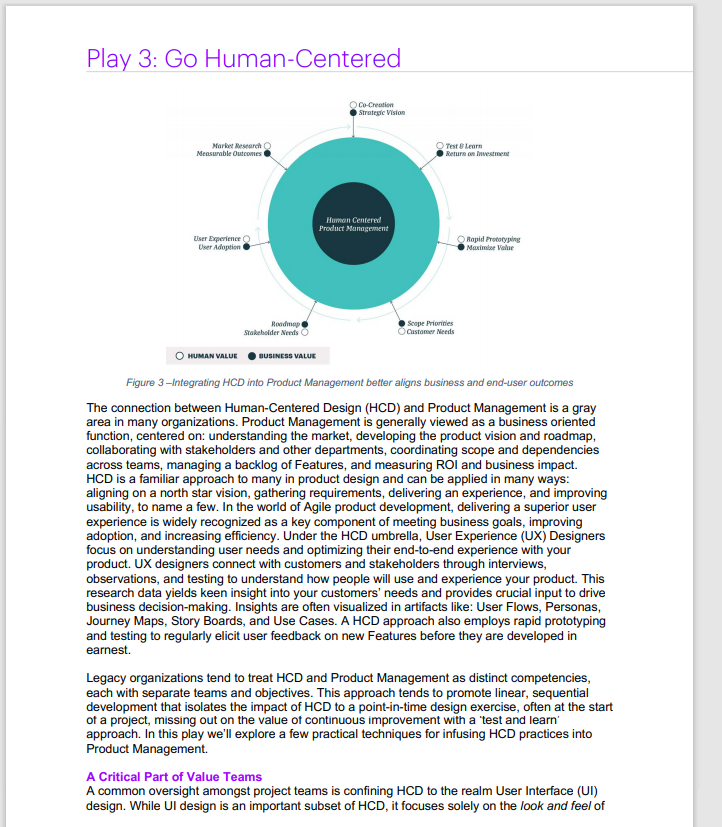 Play 3: Go Human-Centered
Co-Creation
Strategic Vision
Market Research
Measurable Outcomes
Test & Learn
Return on Investment
Human Centered
Product Management
User Experience
User Adoption
Rapid Prototyping
Maximize Value
Roadmap
Stakeholder Needs
Scope Priorities
Customer Needs
HUMAN VALUE BUSINESS VALUE
Figure 3 –Integrating HCD into Product Management better aligns business and end-user outcomes
The connection between Human-Centered Design (HCD) and Product Management is a gray
area in many organizations. Product Management is generally viewed as a business oriented
function, centered on: understanding the market, developing the product vision and roadmap,
collaborating with stakeholders and other departments, coordinating scope and dependencies
across teams, managing a backlog of Features, and measuring ROI and business impact.
HCD is a familiar approach to many in product design and can be applied in many ways:
aligning on a north star vision, gathering requirements, delivering an experience, and improving
usability, to name a few. In the world of Agile product development, delivering a superior user
experience is widely recognized as a key component of meeting business goals, improving
adoption, and increasing efficiency. Under the HCD umbrella, User Experience (UX) Designers
focus on understanding user needs and optimizing their end-to-end experience with your
product. UX designers connect with customers and stakeholders through interviews,
observations, and testing to understand how people will use and experience your product. This
research data yields keen insight into your customers' needs and provides crucial input to drive
business decision-making. Insights are often visualized in artifacts like: User Flows, Personas,
Journey Maps, Story Boards, and Use Cases. A HCD approach also employs rapid prototyping
and testing to regularly elicit user feedback on new Features before they are developed in
earnest.
Legacy organizations tend to treat HCD and Product Management as distinct competencies,
each with separate teams and objectives. This approach tends to promote linear, sequential
development that isolates the impact of HCD to a point-in-time design exercise, often at the start
of a project, missing out on the value of continuous improvement with a 'test and learn'
approach. In this play we'll explore a few practical techniques for infusing HCD practices into
Product Management.
A Critical Part of Value Teams
A common oversight amongst project teams is confining HCD to the realm User Interface (UI)
design. While UI design is an important subset of HCD, it focuses solely on the look and feel of